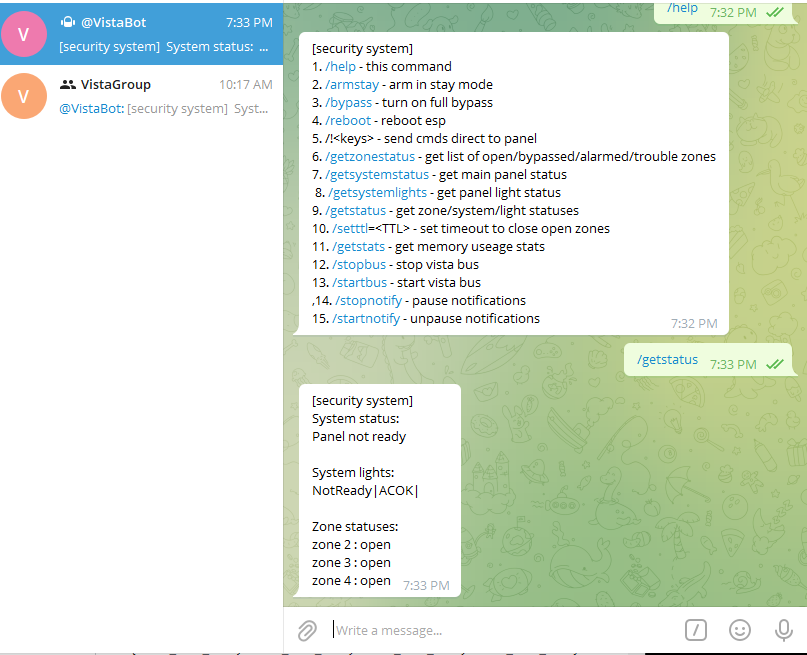 V
@VistaBot
7:33 PM
[security system] System status: ...
V
VistaGroup
10:17 AM
@VistaBot: [security system] Syst...
/help 7:32 PM
[security system]
1. /help - this command
2. /armstay - arm in stay mode
3. /bypass - turn on full bypass
4. /reboot - reboot esp
5. /!<keys> - send cmds direct to panel
6. /getzonestatus - get list of open/bypassed/alarmed/trouble zones
7. /getsystemstatus - get main panel status
8. /getsystemlights - get panel light status
9. /getstatus - get zone/system/light statuses
10. /setttl=<TTL> - set timeout to close open zones
11. /getstats - get memory useage stats
12. /stopbus - stop vista bus
13. /startbus - start vista bus
,14. /stopnotify - pause notifications
15. /startnotify - unpause notifications
7:32 PM
/getstatus 7:33 PM
[security system]
System status:
Panel not ready
System lights:
NotReady|ACOK|
Zone statuses:
zone 2 : open
zone 3 : open
zone 4 : open
7:33 PM
Write a message...